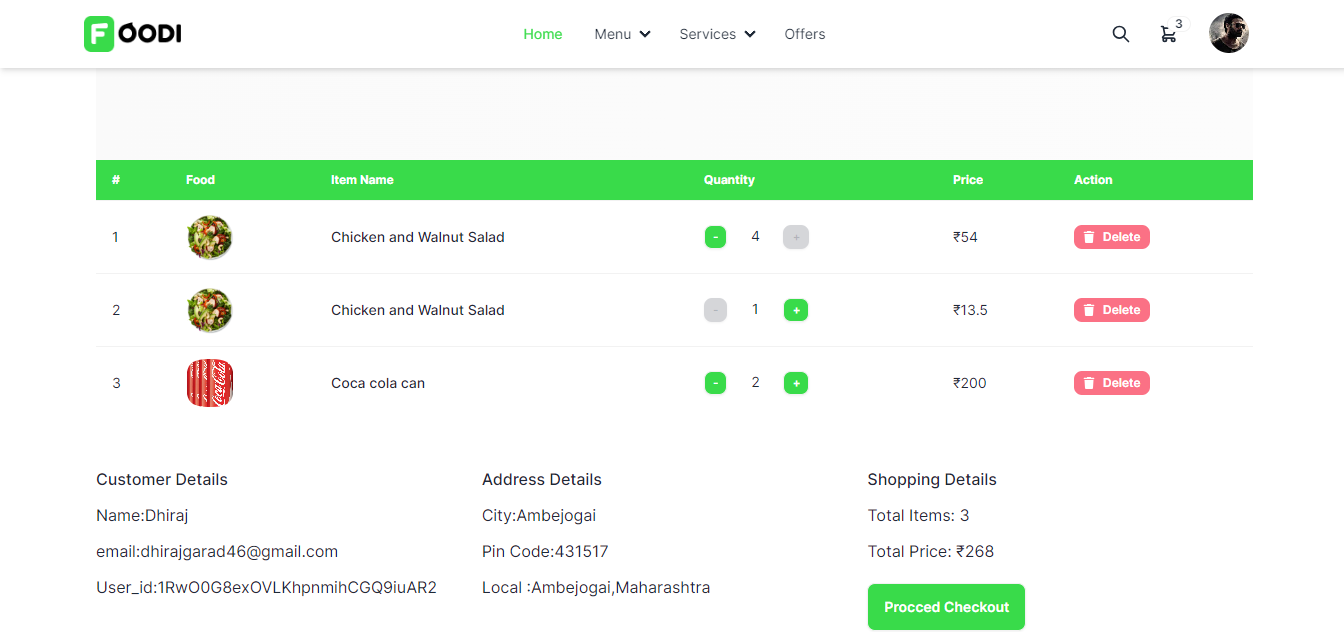 FOODI Home Menu Services Offers 3
# Food Item Name Quantity Price Action
1 Chicken and Walnut Salad - 4 + ₹54 Delete
2 Chicken and Walnut Salad - 1 + ₹13.5 Delete
3 Coca-Cola Coca cola can - 2 + ₹200 Delete
Customer Details
Name:Dhiraj
email:dhirajgarad46@gmail.com
User_id:1RwO0G8exOVLKhpnmihCGQ9iuAR2
Address Details
City:Ambejogai
Pin Code:431517
Local :Ambejogai,Maharashtra
Shopping Details
Total Items: 3
Total Price: ₹268
Procced Checkout